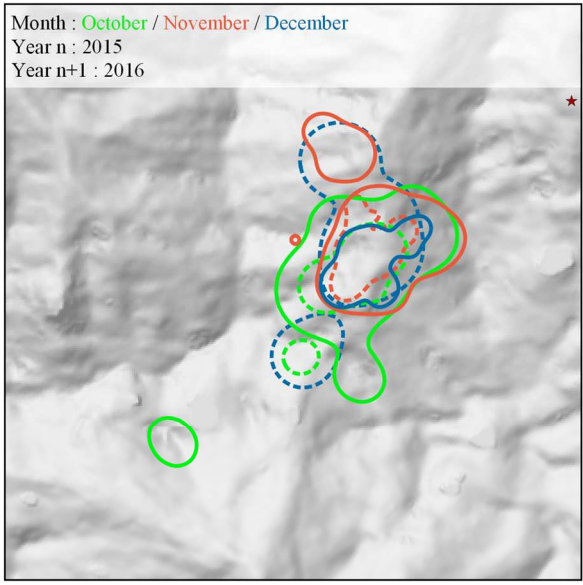 Month : October / November / December
Year n : 2015
Year n+1 : 2016